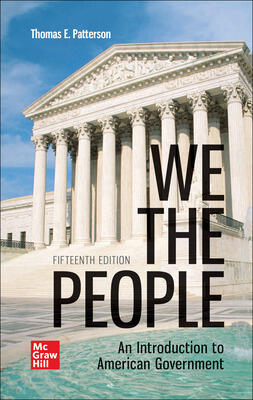 Thomas E. Patterson
WE
THE
PEOPLE
FIFTEENTH EDITION
Mc
Graw
Hill
An Introduction to
American Government